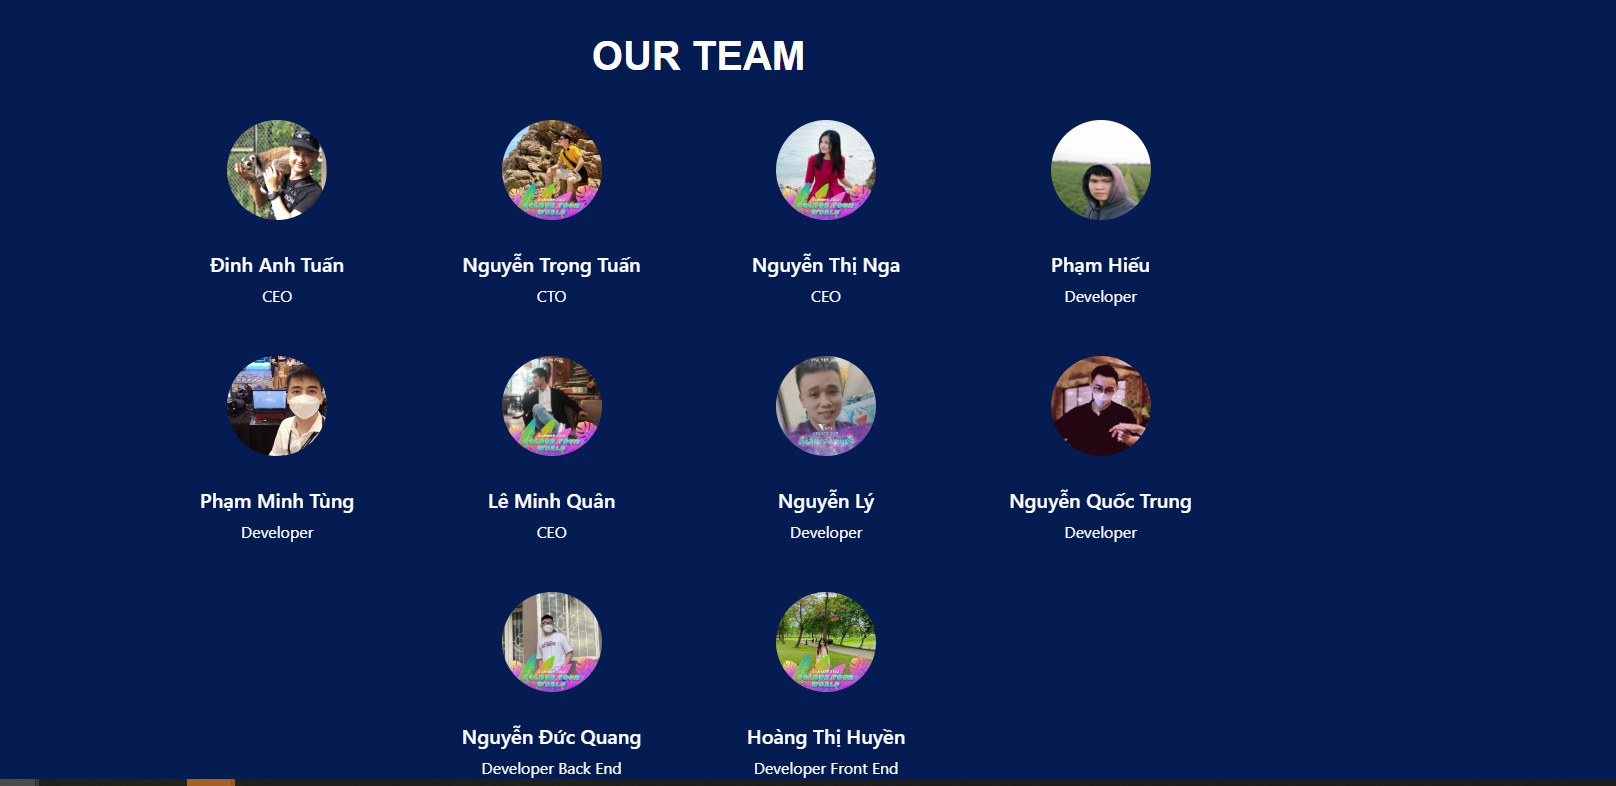 OUR TEAM
Đinh Anh Tuấn
CEO
Nguyễn Trọng Tuấn
CTO
Nguyễn Thị Nga
CEO
Phạm Hiếu
Developer
Phạm Minh Tùng
Developer
Lê Minh Quân
CEO
Nguyễn Lý
Developer
Nguyễn Quốc Trung
Developer
Nguyễn Đức Quang
Developer Back End
Hoàng Thị Huyền
Developer Front End